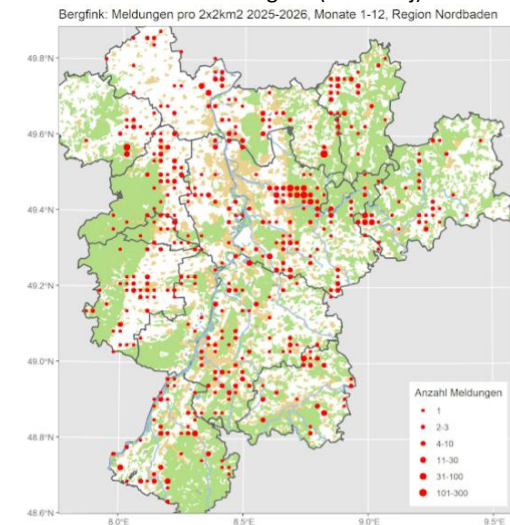 Bergfink: Meldungen pro 2x2km2 2025-2026, Monate 1-12, Region Nordbaden
49.8°N
49.6°N
49.4°N
49.2°N
49.0°N
48.8°N
48.6°N
8.0°E
8.5°E
9.0°E
9.5°E
Anzahl Meldungen
1
2-3
4-10
11-30
31-100
101-300